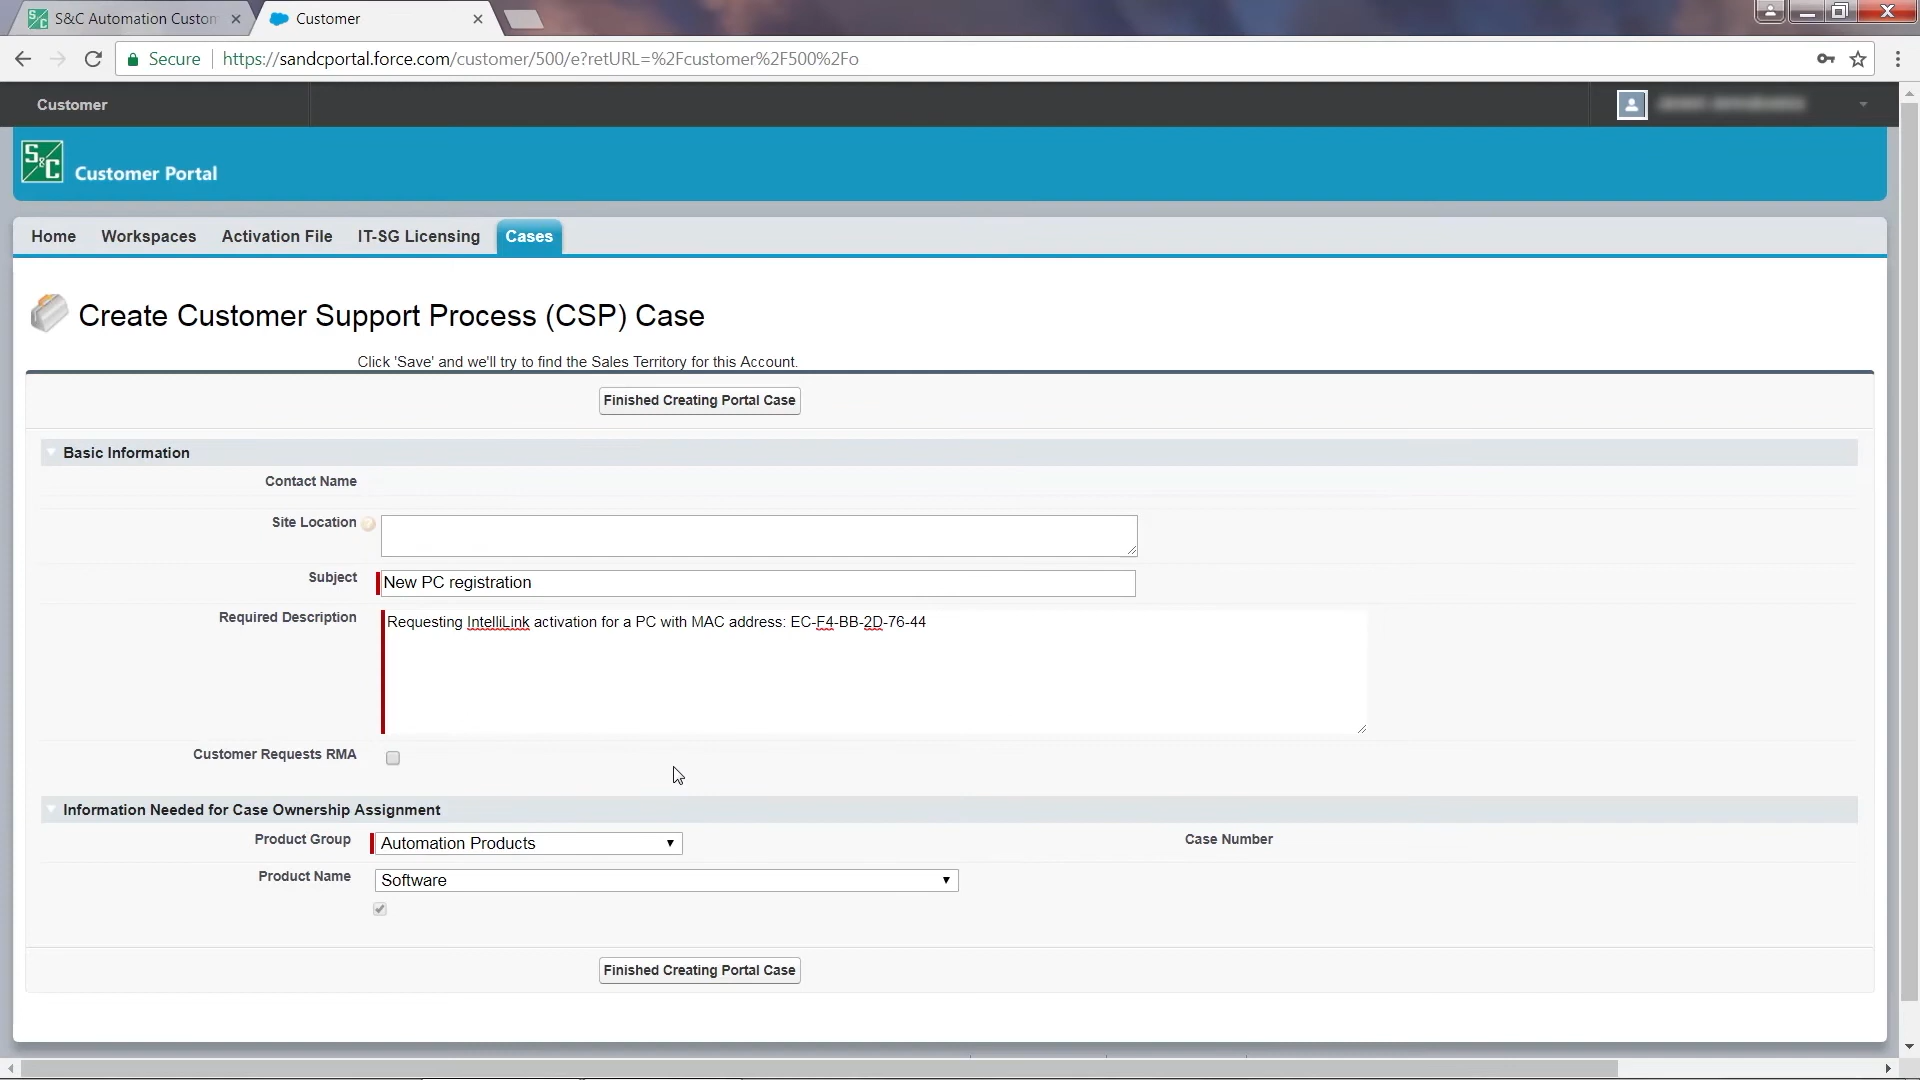 S&C Automation Custom
Customer
Secure
https://sandcportal.force.com/customer/500/e?retURL=%2Fcustomer%2F500%2Fo
Customer
S&C
Customer Portal
Home
Workspaces
Activation File
IT-SG Licensing
Cases
Create Customer Support Process (CSP) Case
Click 'Save' and we'll try to find the Sales Territory for this Account.
Finished Creating Portal Case
Basic Information
Contact Name
Site Location
Subject
New PC registration
Required Description
Requesting IntelliLink activation for a PC with MAC address: EC-F4-BB-2D-76-44
Customer Requests RMA
Information Needed for Case Ownership Assignment
Product Group
Automation Products
Case Number
Product Name
Software
Finished Creating Portal Case